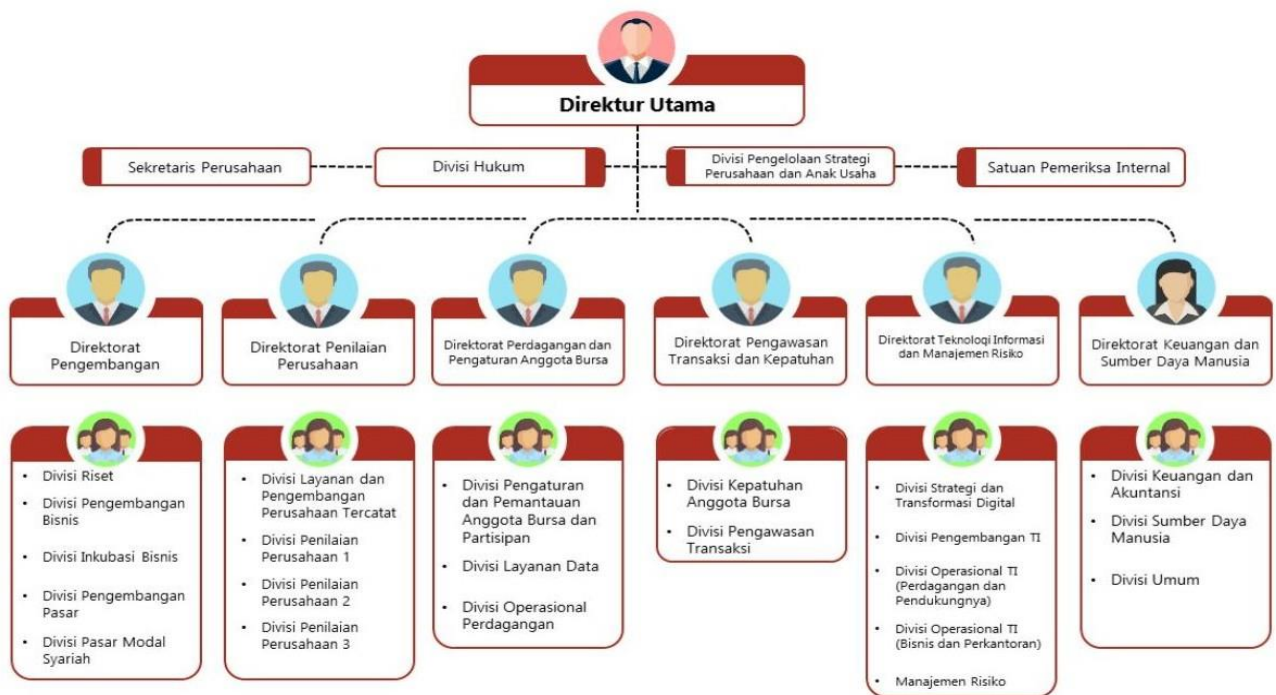 Direktur Utama
Sekretaris Perusahaan
Divisi Hukum
Divisi Pengelolaan Strategi
Perusahaan dan Anak Usaha
Satuan Pemeriksa Internal
Direktorat
Pengembangan
Direktorat Penilaian
Perusahaan
Direktorat Perdagangan dan
Pengaturan Anggota Bursa
Direktorat Pengawasan
Transaksi dan Kepatuhan
Direktorat Teknologi Informasi
dan Manajemen Risiko
Direktorat Keuangan dan
Sumber Daya Manusia
• Divisi Riset
• Divisi Pengembangan
Bisnis
• Divisi Inkubasi Bisnis
• Divisi Pengembangan
Pasar
• Divisi Pasar Modal
Syariah
• Divisi Layanan dan
Pengembangan
Perusahaan Tercatat
• Divisi Penilaian
Perusahaan 1
• Divisi Penilaian
Perusahaan 2
• Divisi Penilaian
Perusahaan 3
• Divisi Pengaturan
dan Pemantauan
Anggota Bursa dan
Partisipan
• Divisi Layanan Data
• Divisi Operasional
Perdagangan
• Divisi Kepatuhan
Anggota Bursa
• Divisi Pengawasan
Transaksi
• Divisi Strategi dan
Transformasi Digital
• Divisi Pengembangan TI
• Divisi Operasional TI
(Perdagangan dan
Pendukungnya)
• Divisi Operasional TI
(Bisnis dan Perkantoran)
• Manajemen Risiko
• Divisi Keuangan dan
Akuntansi
• Divisi Sumber Daya
Manusia
• Divisi Umum